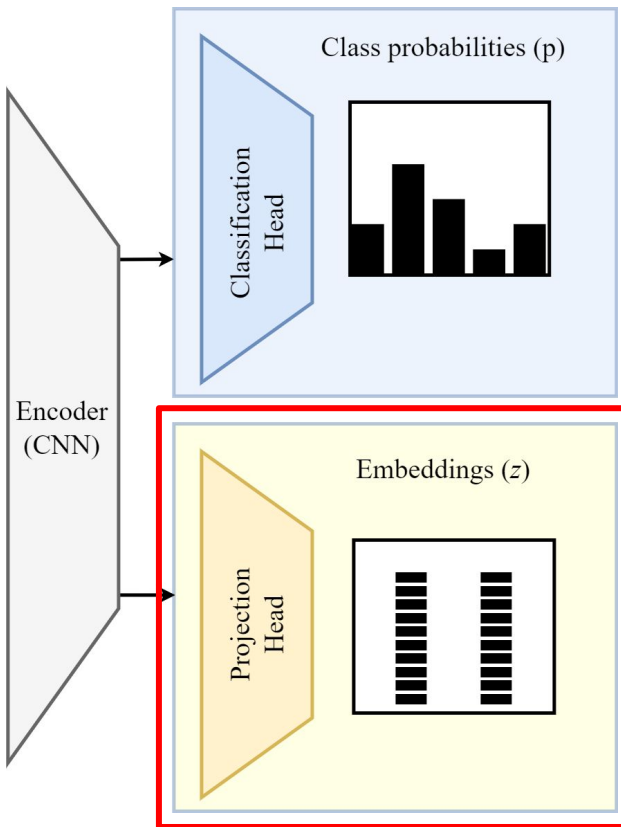 Class probabilities (p)
Classification
Head
Encoder
(CNN)
Embeddings (z)
Projection
Head